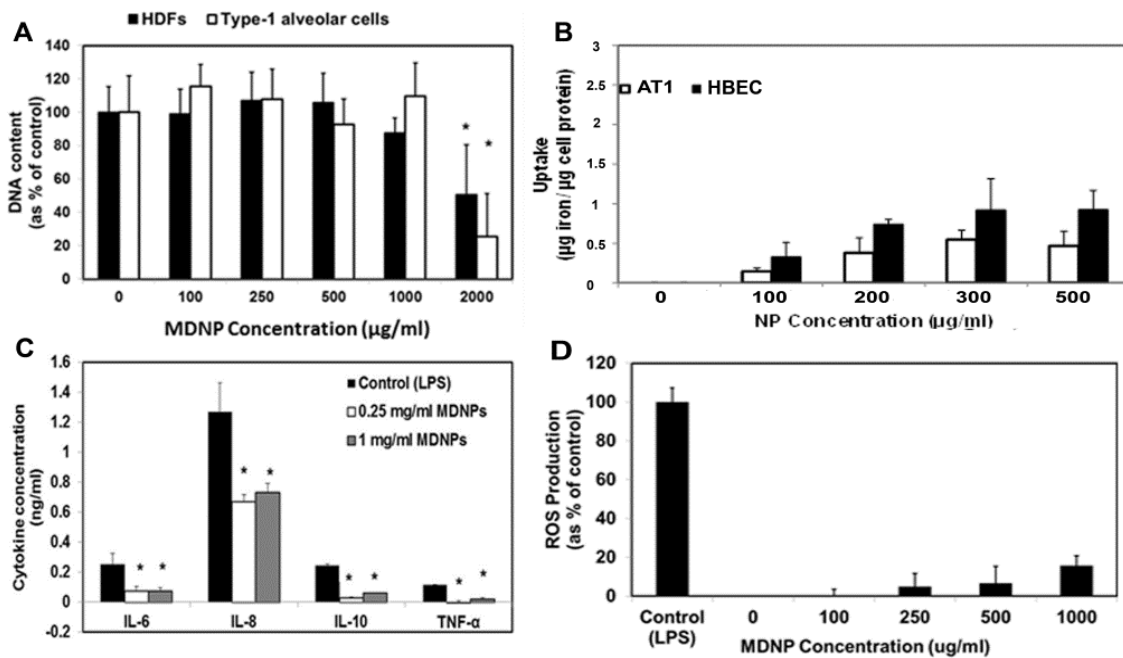 A
HDFs
Type-1 alveolar cells
DNA content
(as % of control)
140
120
100
80
60
40
20
0
*
*
0
100
250
500
1000
2000
MDNP Concentration (µg/ml)
B
AT1
HBEC
Uptake
(µg iron/ µg cell protein)
3
2.5
2
1.5
1
0.5
0
0
100
200
300
500
NP Concentration (µg/ml)
C
Control (LPS)
0.25 mg/ml MDNPs
1 mg/ml MDNPs
Cytokine concentration
(ng/ml)
1.6
1.4
1.2
1
0.8
0.6
0.4
0.2
0
-0.2
* *
* *
* *
* *
IL-6
IL-8
IL-10
TNF-α
D
ROS Production
(as % of control)
120
100
80
60
40
20
0
Control
(LPS)
0
100
250
500
1000
MDNP Concentration (ug/ml)